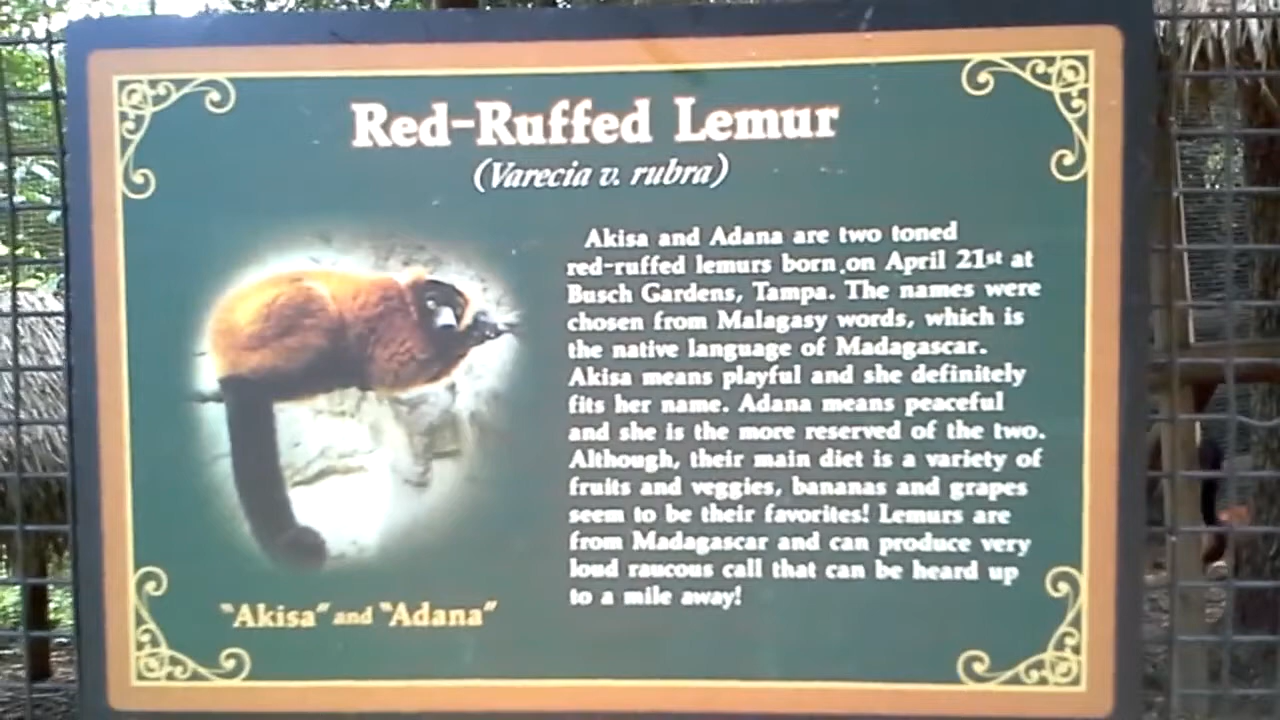 Red-Ruffed Lemur
(Varecia v. rubra)
Akisa and Adana are two toned
red-ruffed lemurs born on April 21st at
Busch Gardens, Tampa. The names were
chosen from Malagasy words, which is
the native language of Madagascar.
Akisa means playful and she definitely
fits her name. Adana means peaceful
and she is the more reserved of the two.
Although, their main diet is a variety of
fruits and veggies, bananas and grapes
seem to be their favorites! Lemurs are
from Madagascar and can produce very
loud raucous call that can be heard up
to a mile away!
"Akisa" and "Adana"